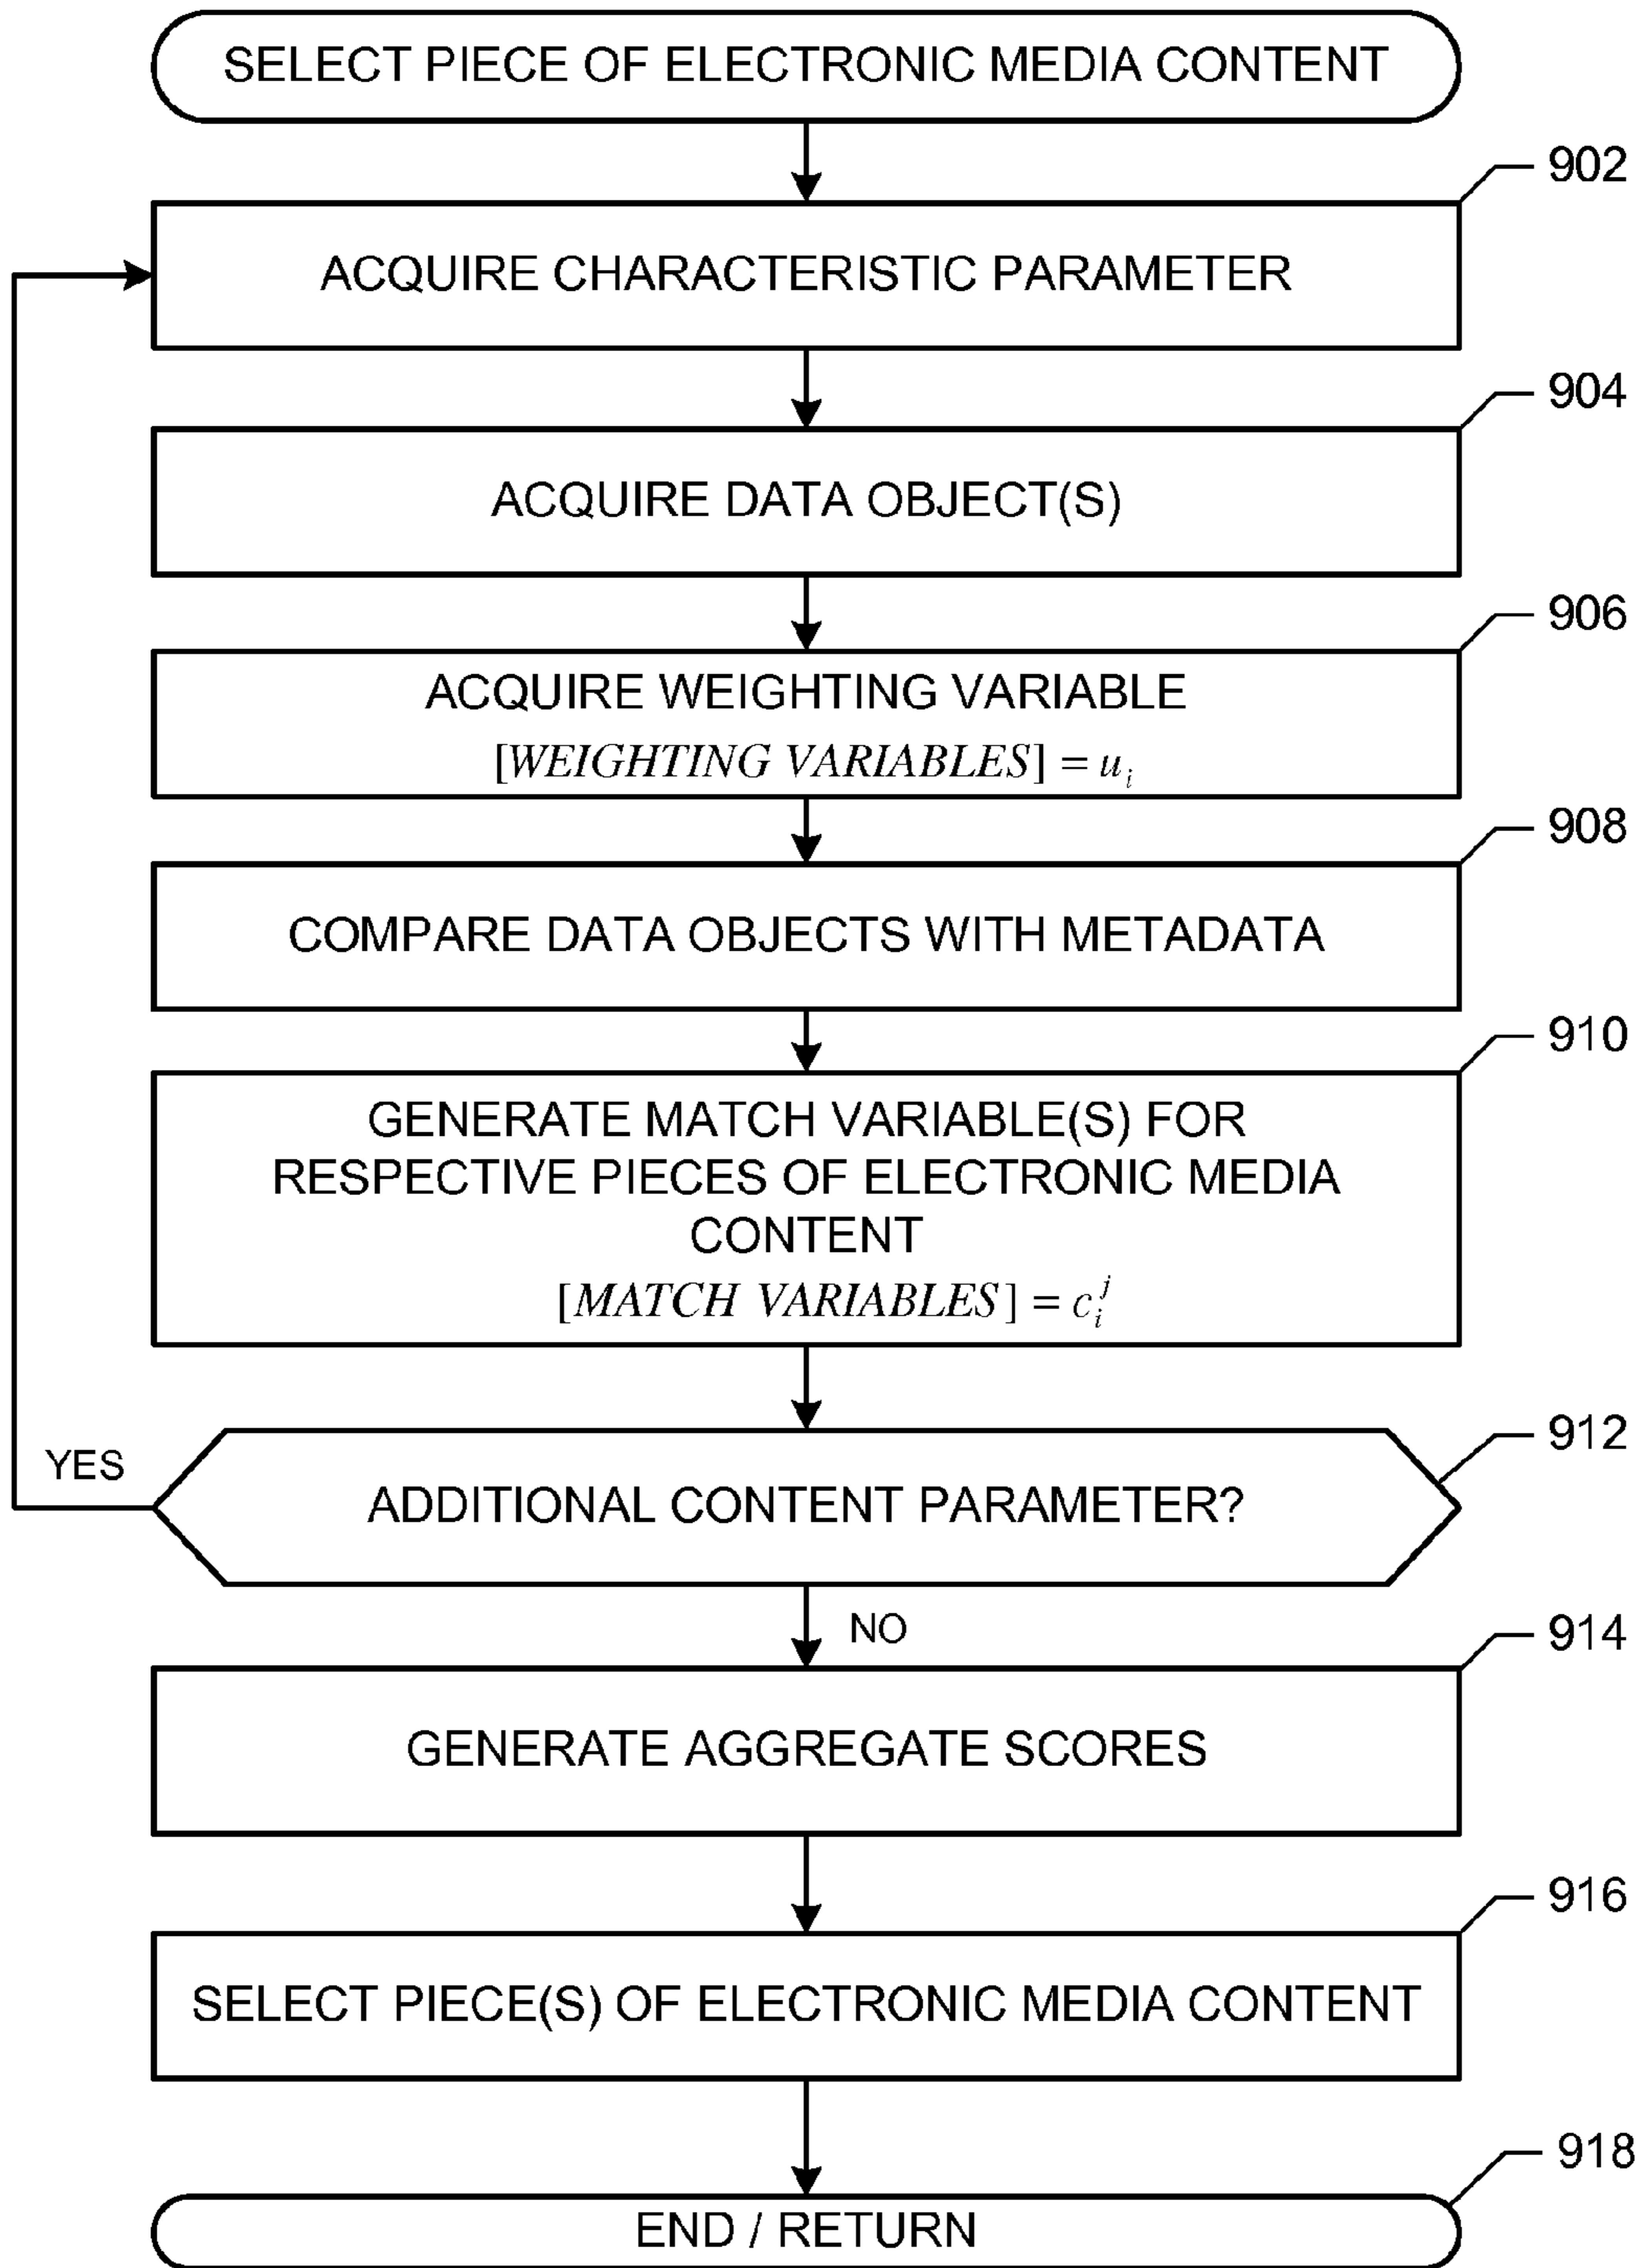 SELECT PIECE OF ELECTRONIC MEDIA CONTENT
902
ACQUIRE CHARACTERISTIC PARAMETER
904
ACQUIRE DATA OBJECT(S)
906
ACQUIRE WEIGHTING VARIABLE
[WEIGHTING VARIABLES] = u_i
908
COMPARE DATA OBJECTS WITH METADATA
910
GENERATE MATCH VARIABLE(S) FOR
RESPECTIVE PIECES OF ELECTRONIC MEDIA
CONTENT
[MATCH VARIABLES] = c_i^j
912
YES
ADDITIONAL CONTENT PARAMETER?
NO
914
GENERATE AGGREGATE SCORES
916
SELECT PIECE(S) OF ELECTRONIC MEDIA CONTENT
918
END / RETURN